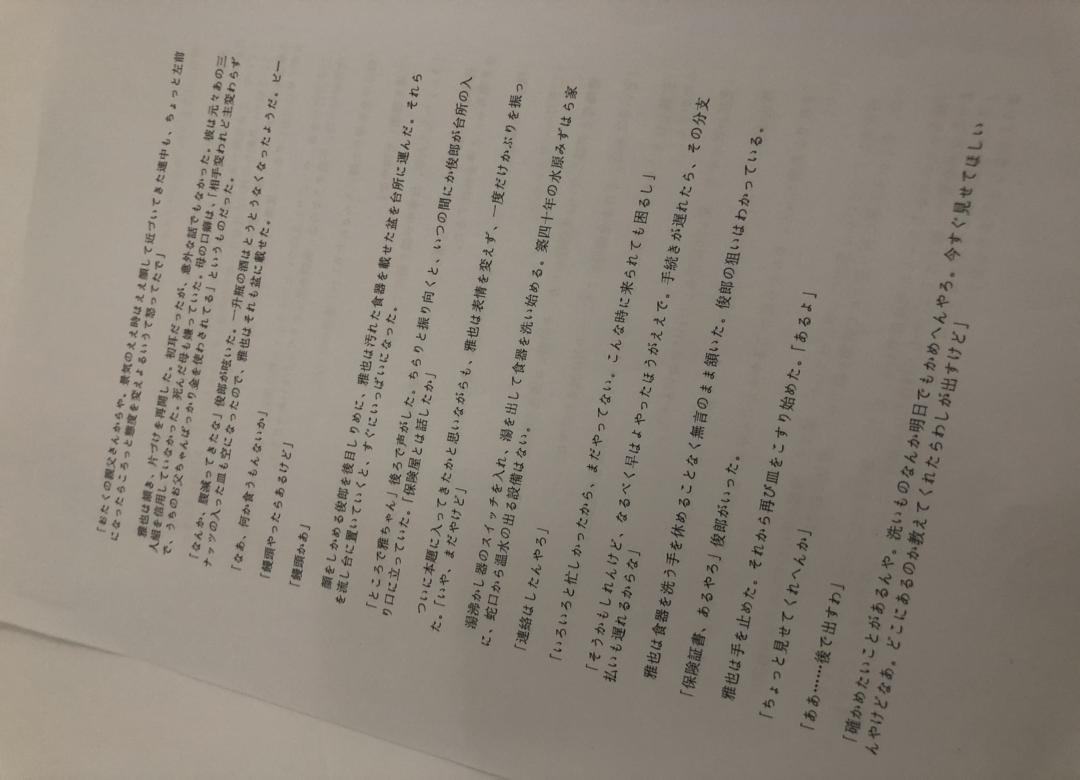 「おたくの親父さんからや。景気のええ時はええ顔して近づいてきた連中も、ちょっと左前
になったらころっと態度を変えよるいうて怒ってたで」
雅也は頷き、片づけを再開した。初耳だったが、意外な話でもなかった。彼は元々あの三
人組を信用していなかった。死んだ母も嫌っていた。母の口癖は、「相手変われど主変わらず
で、うちのお父ちゃんばっかり金を使わされてる」というものだった。
「なんか、腹減ってきたな」俊郎が呟いた。一升瓶の酒はとうとうなくなったようだ。ピー
ナッツの入った皿も空になったので、雅也はそれも盆に載せた。
「なあ、何か食うもんないか」
「饅頭やったらあるけど」
「饅頭かあ」
顔をしかめる俊郎を後目しりめに、雅也は汚れた食器を載せた盆を台所に運んだ。それら
を流し台に置いていくと、すぐにいっぱいになった。
「ところで雅ちゃん」後ろで声がした。ちらりと振り向くと、いつの間にか俊郎が台所の入
り口に立っていた。「保険屋とは話したか」
ついに本題に入ってきたかと思いながらも、雅也は表情を変えず、一度だけかぶりを振っ
た。「いや、まだやけど」
湯沸かし器のスイッチを入れ、湯を出して食器を洗い始める。築四十年の水原みずはら家
に、蛇口から温水の出る設備はない。
「連絡はしたんやろ」
「いろいろと忙しかったから、まだやってない。こんな時に来られても困るし」
「そうかもしれんけど、なるべく早はよやったほうがええで。手続きが遅れたら、その分支
払いも遅れるからな」
雅也は食器を洗う手を休めることなく無言のまま頷いた。俊郎の狙いはわかっている。
「保険証書、あるやろ」俊郎がいった。
雅也は手を止めた。それから再び皿をこすり始めた。「あるよ」
「ちょっと見せてくれへんか」
「ああ……後で出すわ」
「確かめたいことがあるんや。洗いものなんか明日でもかめへんやろ。今すぐ見せてほしい
んやけどなあ。どこにあるのか教えてくれたらわしが出すけど」